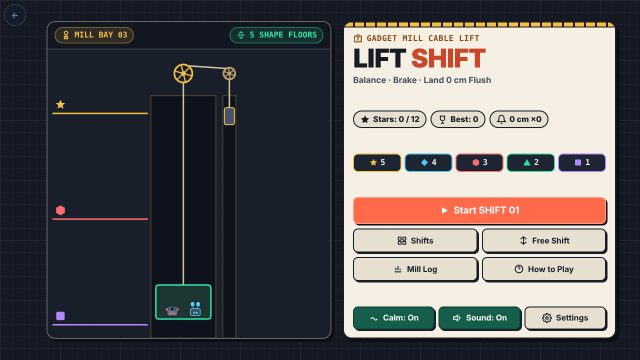 MILL BAY 03
5 SHAPE FLOORS
GADGET MILL CABLE LIFT
LIFT SHIFT
Balance · Brake · Land 0 cm Flush
Stars: 0 / 12
Best: 0
0 cm ×0
5
4
3
2
1
Start SHIFT 01
Shifts
Free Shift
Mill Log
How to Play
Calm: On
Sound: On
Settings